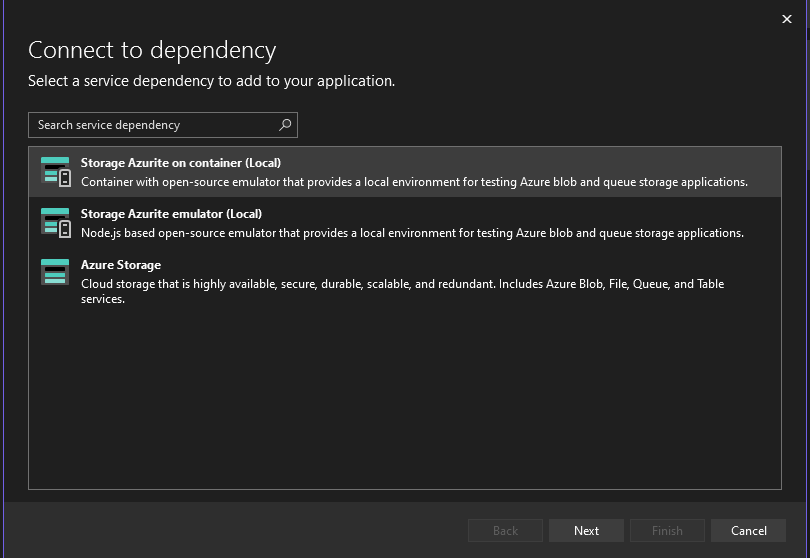 Connect to dependency
Select a service dependency to add to your application.
Search service dependency
Storage Azurite on container (Local)
Container with open-source emulator that provides a local environment for testing Azure blob and queue storage applications.
Storage Azurite emulator (Local)
Node.js based open-source emulator that provides a local environment for testing Azure blob and queue storage applications.
Azure Storage
Cloud storage that is highly available, secure, durable, scalable, and redundant. Includes Azure Blob, File, Queue, and Table
services.
Back
Next
Finish
Cancel